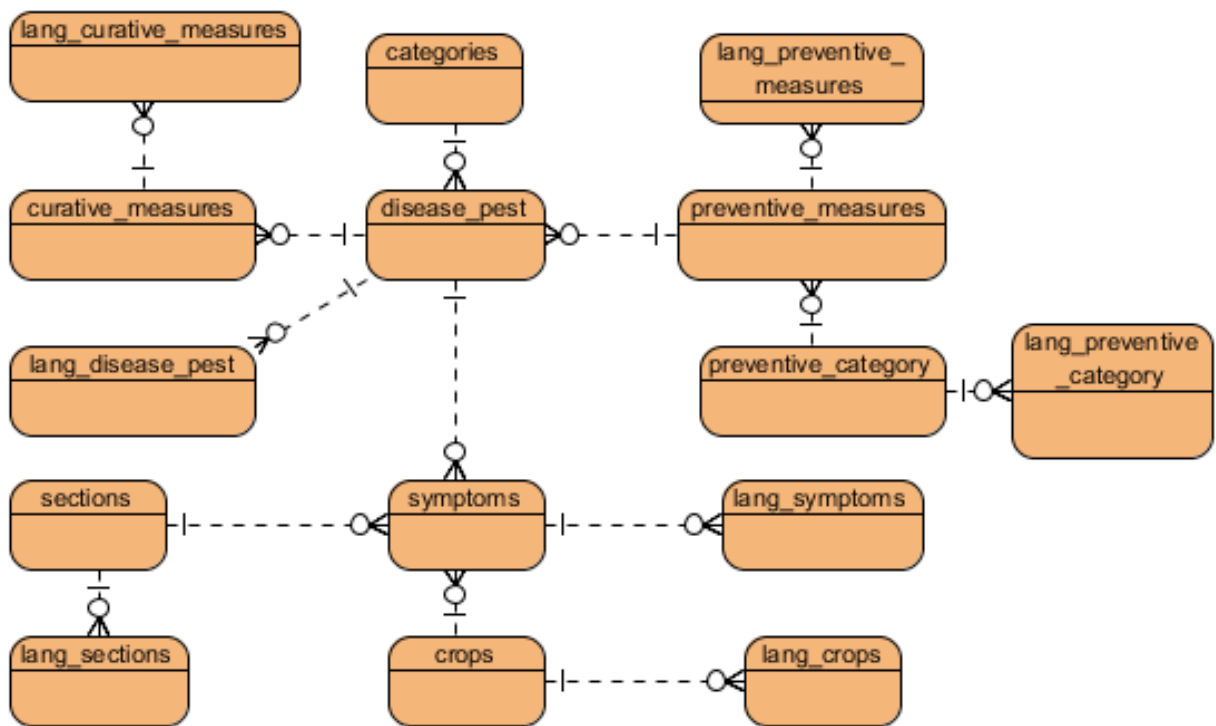 lang_curative_measures
categories
lang_preventive_
measures
curative_measures
disease_pest
preventive_measures
lang_disease_pest
preventive_category
lang_preventive
_category
sections
symptoms
lang_symptoms
lang_sections
crops
lang_crops